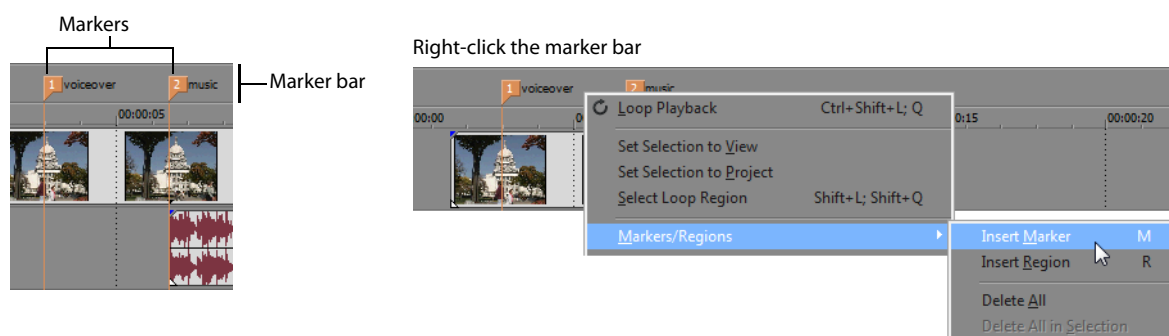 Markers
1 voiceover
2 music
Marker bar
00:00:05
Right-click the marker bar
1 voiceover
2 music
00:00
0:15
00:00:20
Loop Playback Ctrl+Shift+L; Q
Set Selection to View
Set Selection to Project
Select Loop Region Shift+L; Shift+Q
Markers/Regions
Insert Marker M
Insert Region R
Delete All
Delete All in Selection